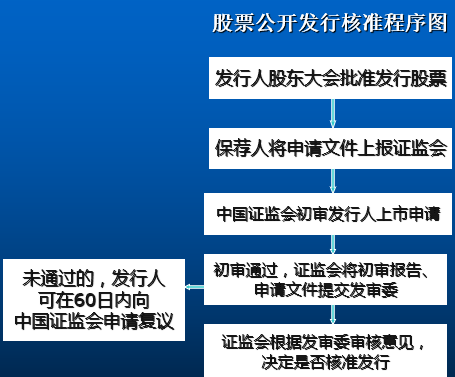 股票公开发行核准程序图
发行人股东大会批准发行股票
保荐人将申请文件上报证监会
中国证监会初审发行人上市申请
初审通过，证监会将初审报告、
申请文件提交发审委
未通过的，发行人
可在60日内向
中国证监会申请复议
证监会根据发审委审核意见，
决定是否核准发行